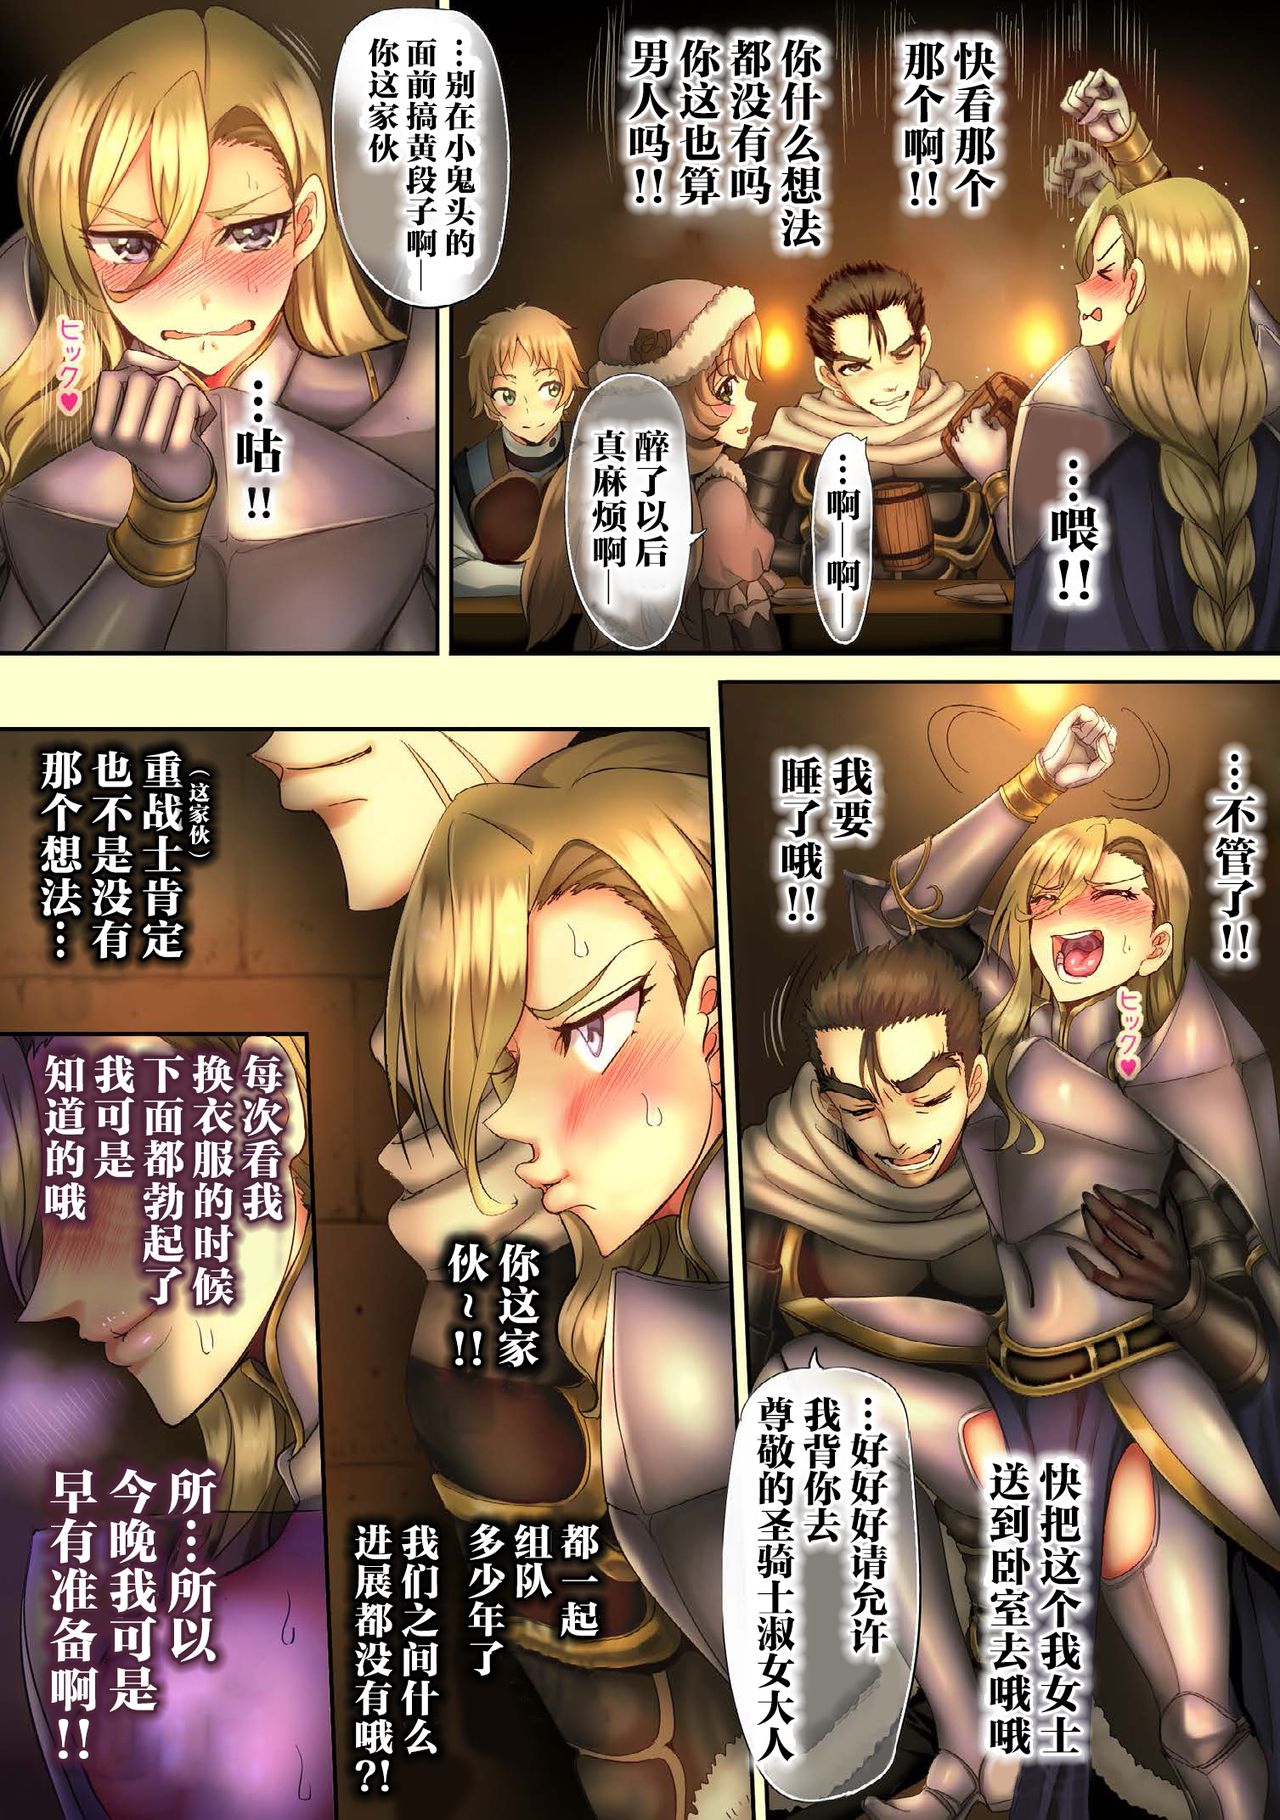 快看那个
那个啊!!
你什么想法
都没有吗
你这也算
男人吗!!
…喂!!
…啊—啊—
醉了以后
真麻烦啊—
…别在小鬼头的
面前搞黄段子啊—
你这家伙
…咕!!
ヒック♥
…不管了!!
我要
睡了哦!!
ヒック♥
快把这个我女士
送到卧室去哦哦
…好好好请允许
我背你去
尊敬的圣骑士淑女大人
你这家
伙~!!
都一起
组队
多少年了
我们之间什么
进展都没有哦?!
（这家伙）
重战士肯定
也不是没有
那个想法…
每次看我
换衣服的时候
下面都勃起了
我可是
知道的哦
所…所以
今晚我可是
早有准备啊!!